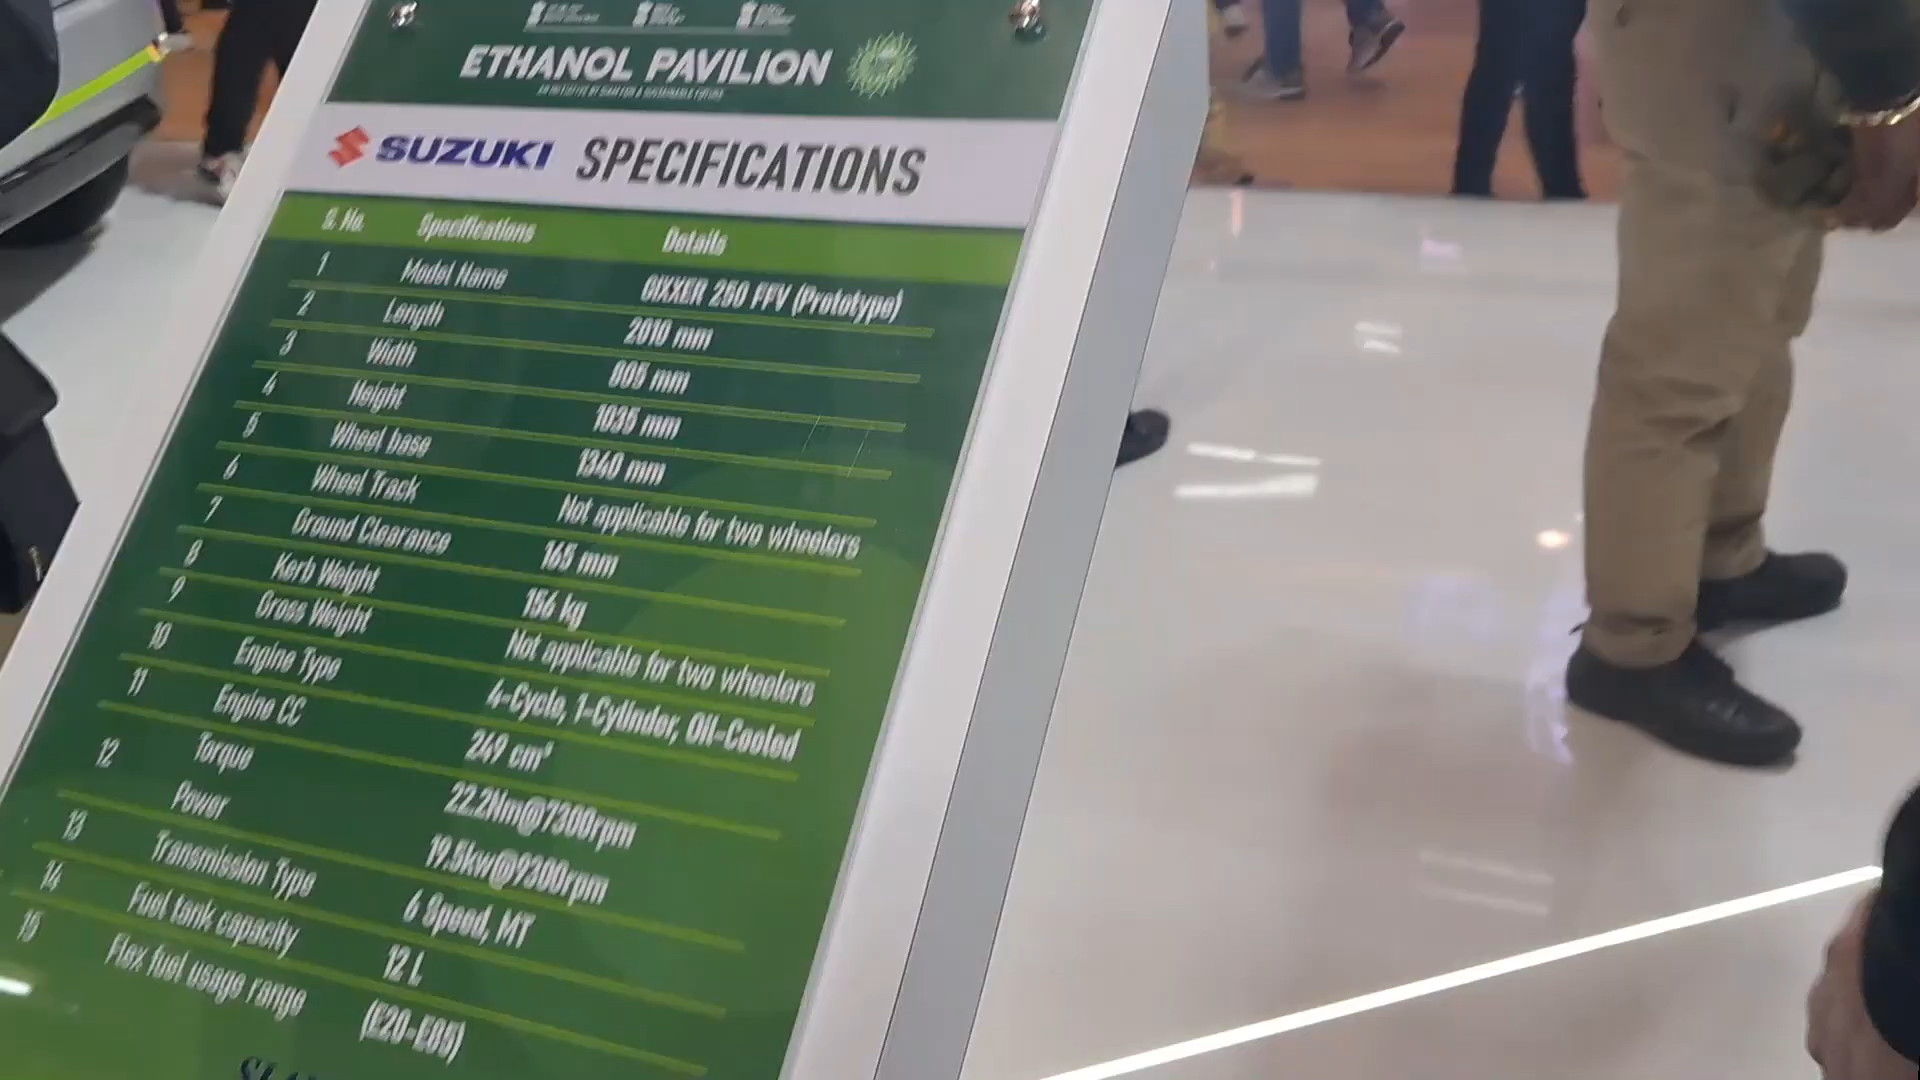 ETHANOL PAVILION
SUZUKI SPECIFICATIONS
S. No. Specifications Details
1 Model Name GIXXER 250 FFV (Prototype)
2 Length 2010 mm
3 Width 805 mm
4 Height 1035 mm
5 Wheel base 1340 mm
6 Wheel Track Not applicable for two wheelers
7 Ground Clearance 165 mm
8 Kerb Weight 156 kg
9 Gross Weight Not applicable for two wheelers
10 Engine Type 4-Cycle, 1-Cylinder, Oil-Cooled
11 Engine CC 249 cm³
Torque 22.2Nm@7300rpm
12 Power 19.5kw@9300rpm
13 Transmission Type 6 Speed, MT
14 Fuel tank capacity 12 L
15 Flex fuel usage range (E20-E85)